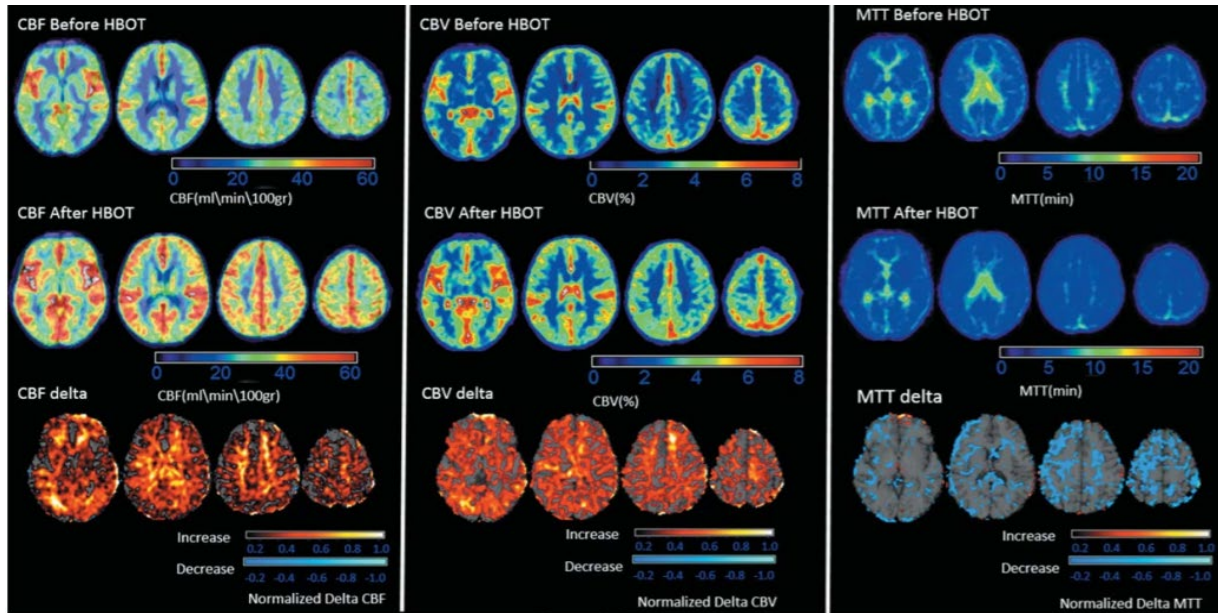 CBF Before HBOT
0 20 40 60
CBF(ml\min\100gr)
CBF After HBOT
0 20 40 60
CBF(ml\min\100gr)
CBF delta
Increase
0.2 0.4 0.6 0.8 1.0
Decrease
-0.2 -0.4 -0.6 -0.8 -1.0
Normalized Delta CBF
CBV Before HBOT
0 2 4 6 8
CBV(%)
CBV After HBOT
0 2 4 6 8
CBV(%)
CBV delta
Increase
0.2 0.4 0.6 0.8 1.0
Decrease
-0.2 -0.4 -0.6 -0.8 -1.0
Normalized Delta CBV
MTT Before HBOT
0 5 10 15 20
MTT(min)
MTT After HBOT
0 5 10 15 20
MTT(min)
MTT delta
Increase
0.2 0.4 0.6 0.8 1.0
Decrease
-0.2 -0.4 -0.6 -0.8 -1.0
Normalized Delta MTT